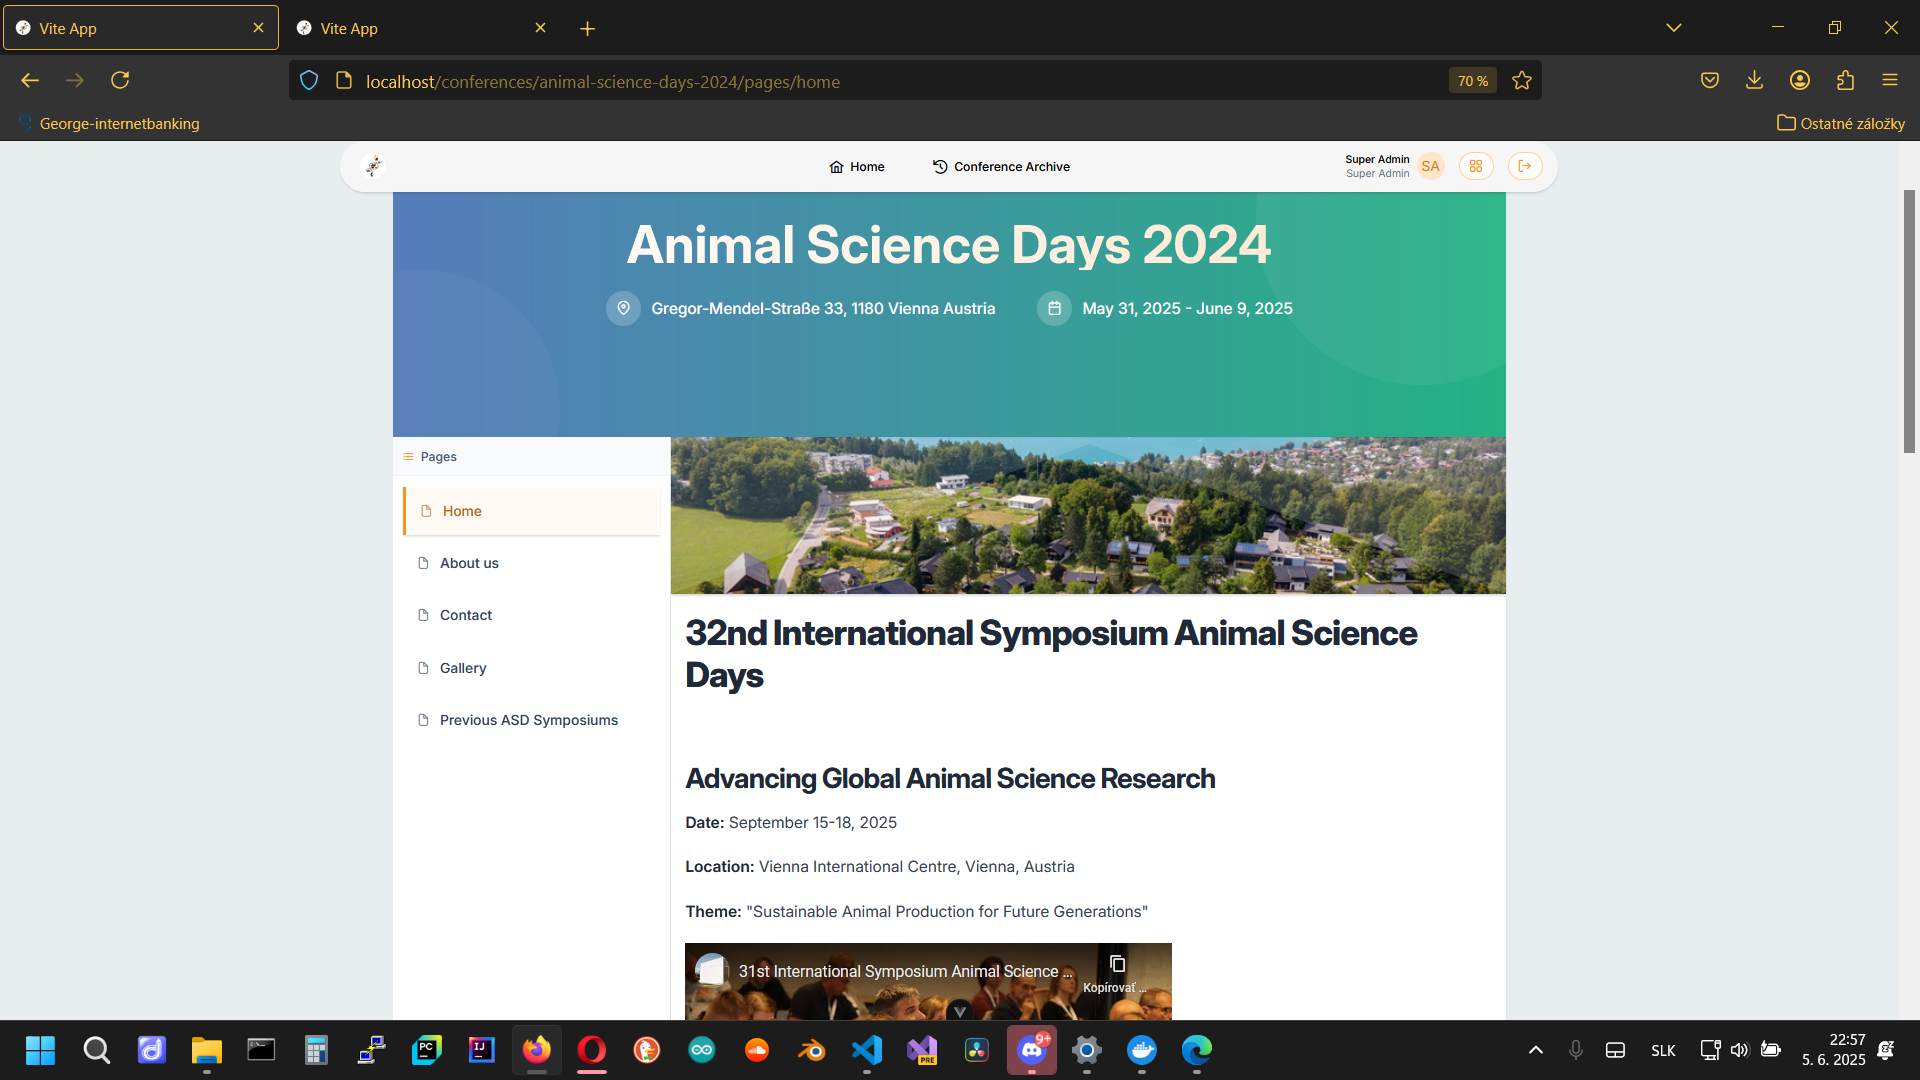 Vite App
Vite App
localhost/conferences/animal-science-days-2024/pages/home
70 %
George-internetbanking
Ostatné záložky
Home
Conference Archive
Super Admin
Super Admin
SA
Animal Science Days 2024
Gregor-Mendel-Straße 33, 1180 Vienna Austria
May 31, 2025 - June 9, 2025
Pages
Home
About us
Contact
Gallery
Previous ASD Symposiums
32nd International Symposium Animal Science
Days
Advancing Global Animal Science Research
Date: September 15-18, 2025
Location: Vienna International Centre, Vienna, Austria
Theme: "Sustainable Animal Production for Future Generations"
31st International Symposium Animal Science ...
Kopírovať ...
PC
IJ
PRE
9+
SLK
22:57
5. 6. 2025